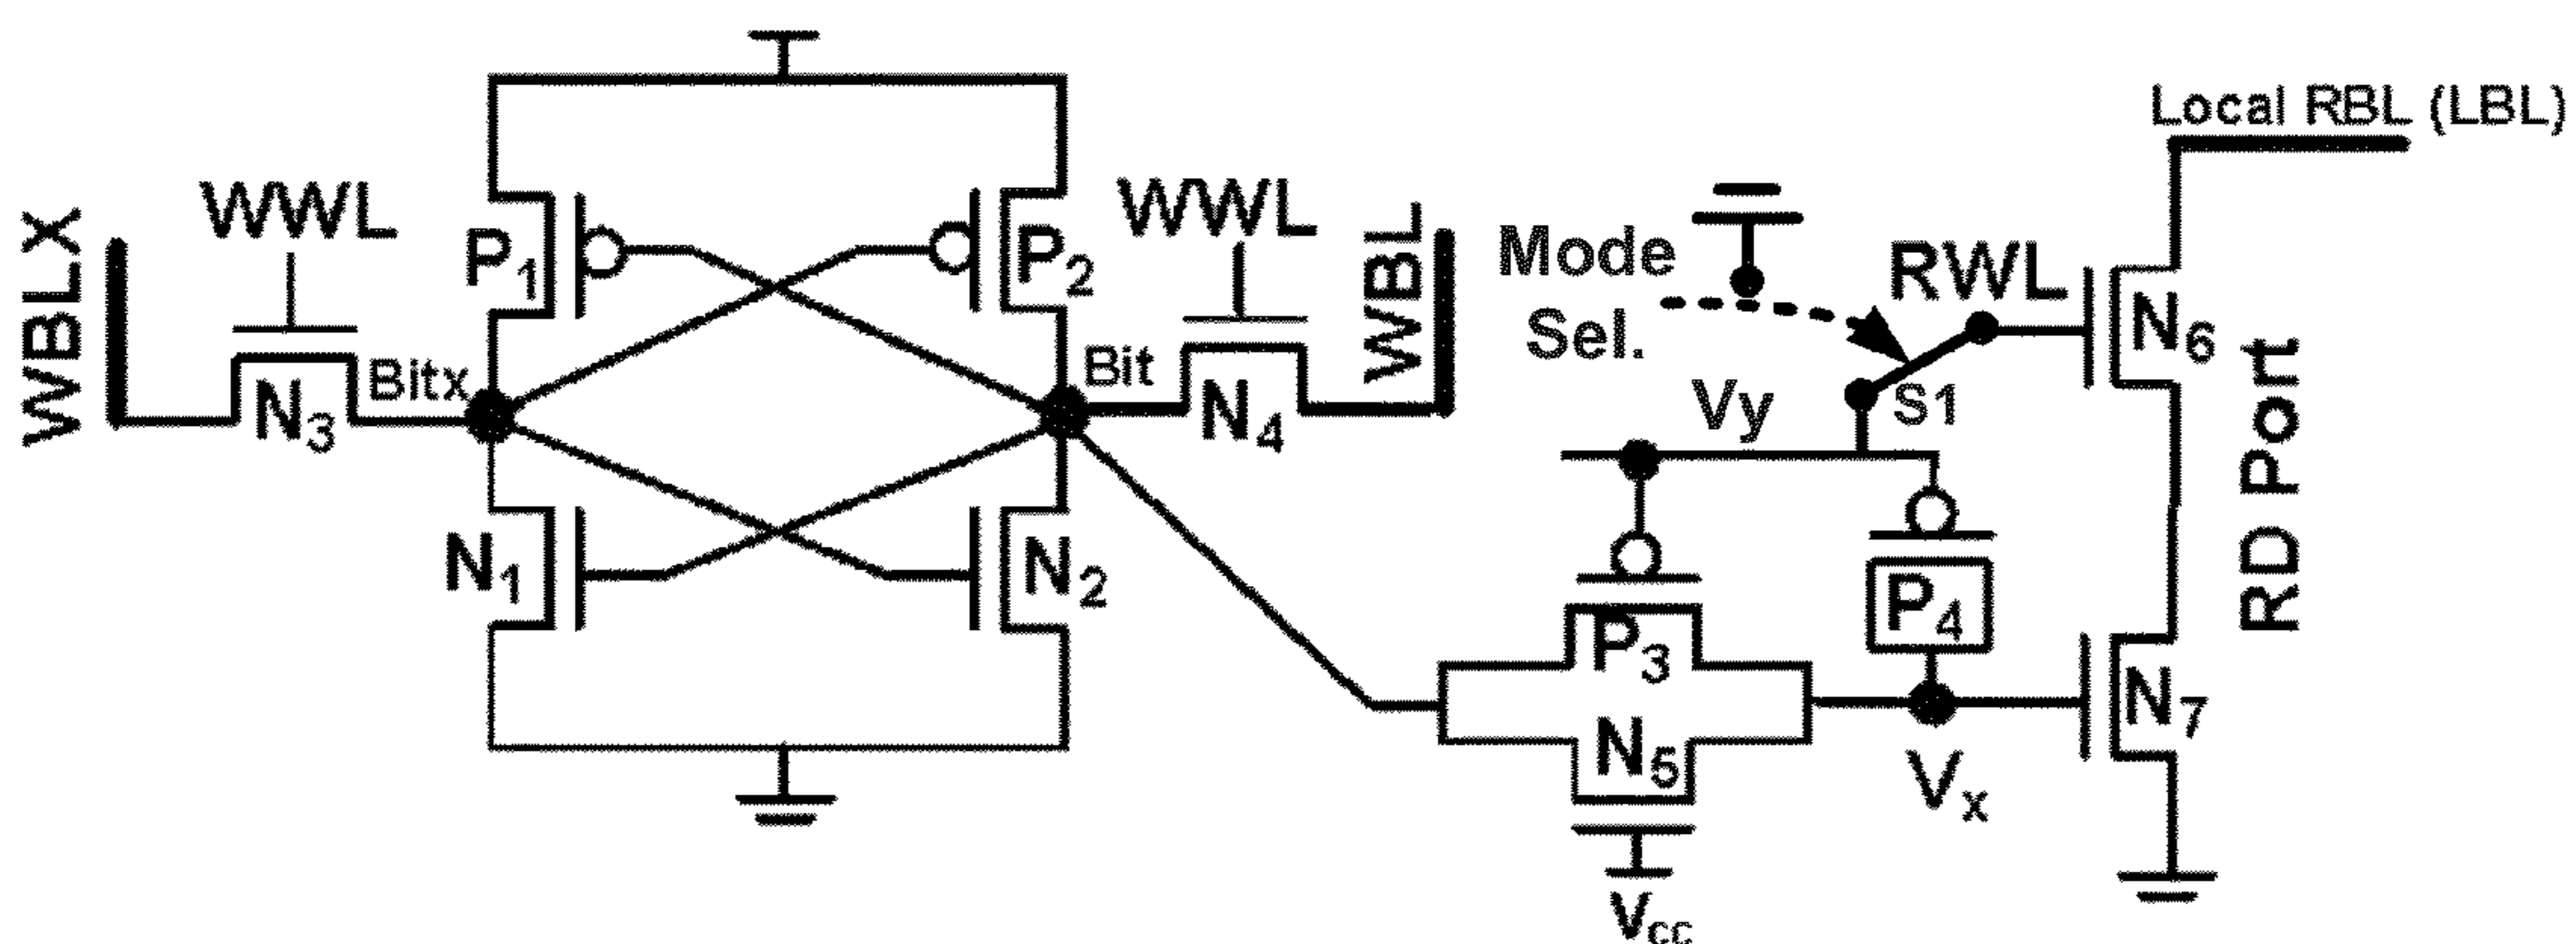 Local RBL (LBL)
WBLX
WWL
P1
P2
WWL
WBL
Mode
Sel.
RWL
N6
Bitx
N3
Bit
N4
Vy
S1
RD Port
N1
N2
P3
P4
N5
N7
Vx
Vcc